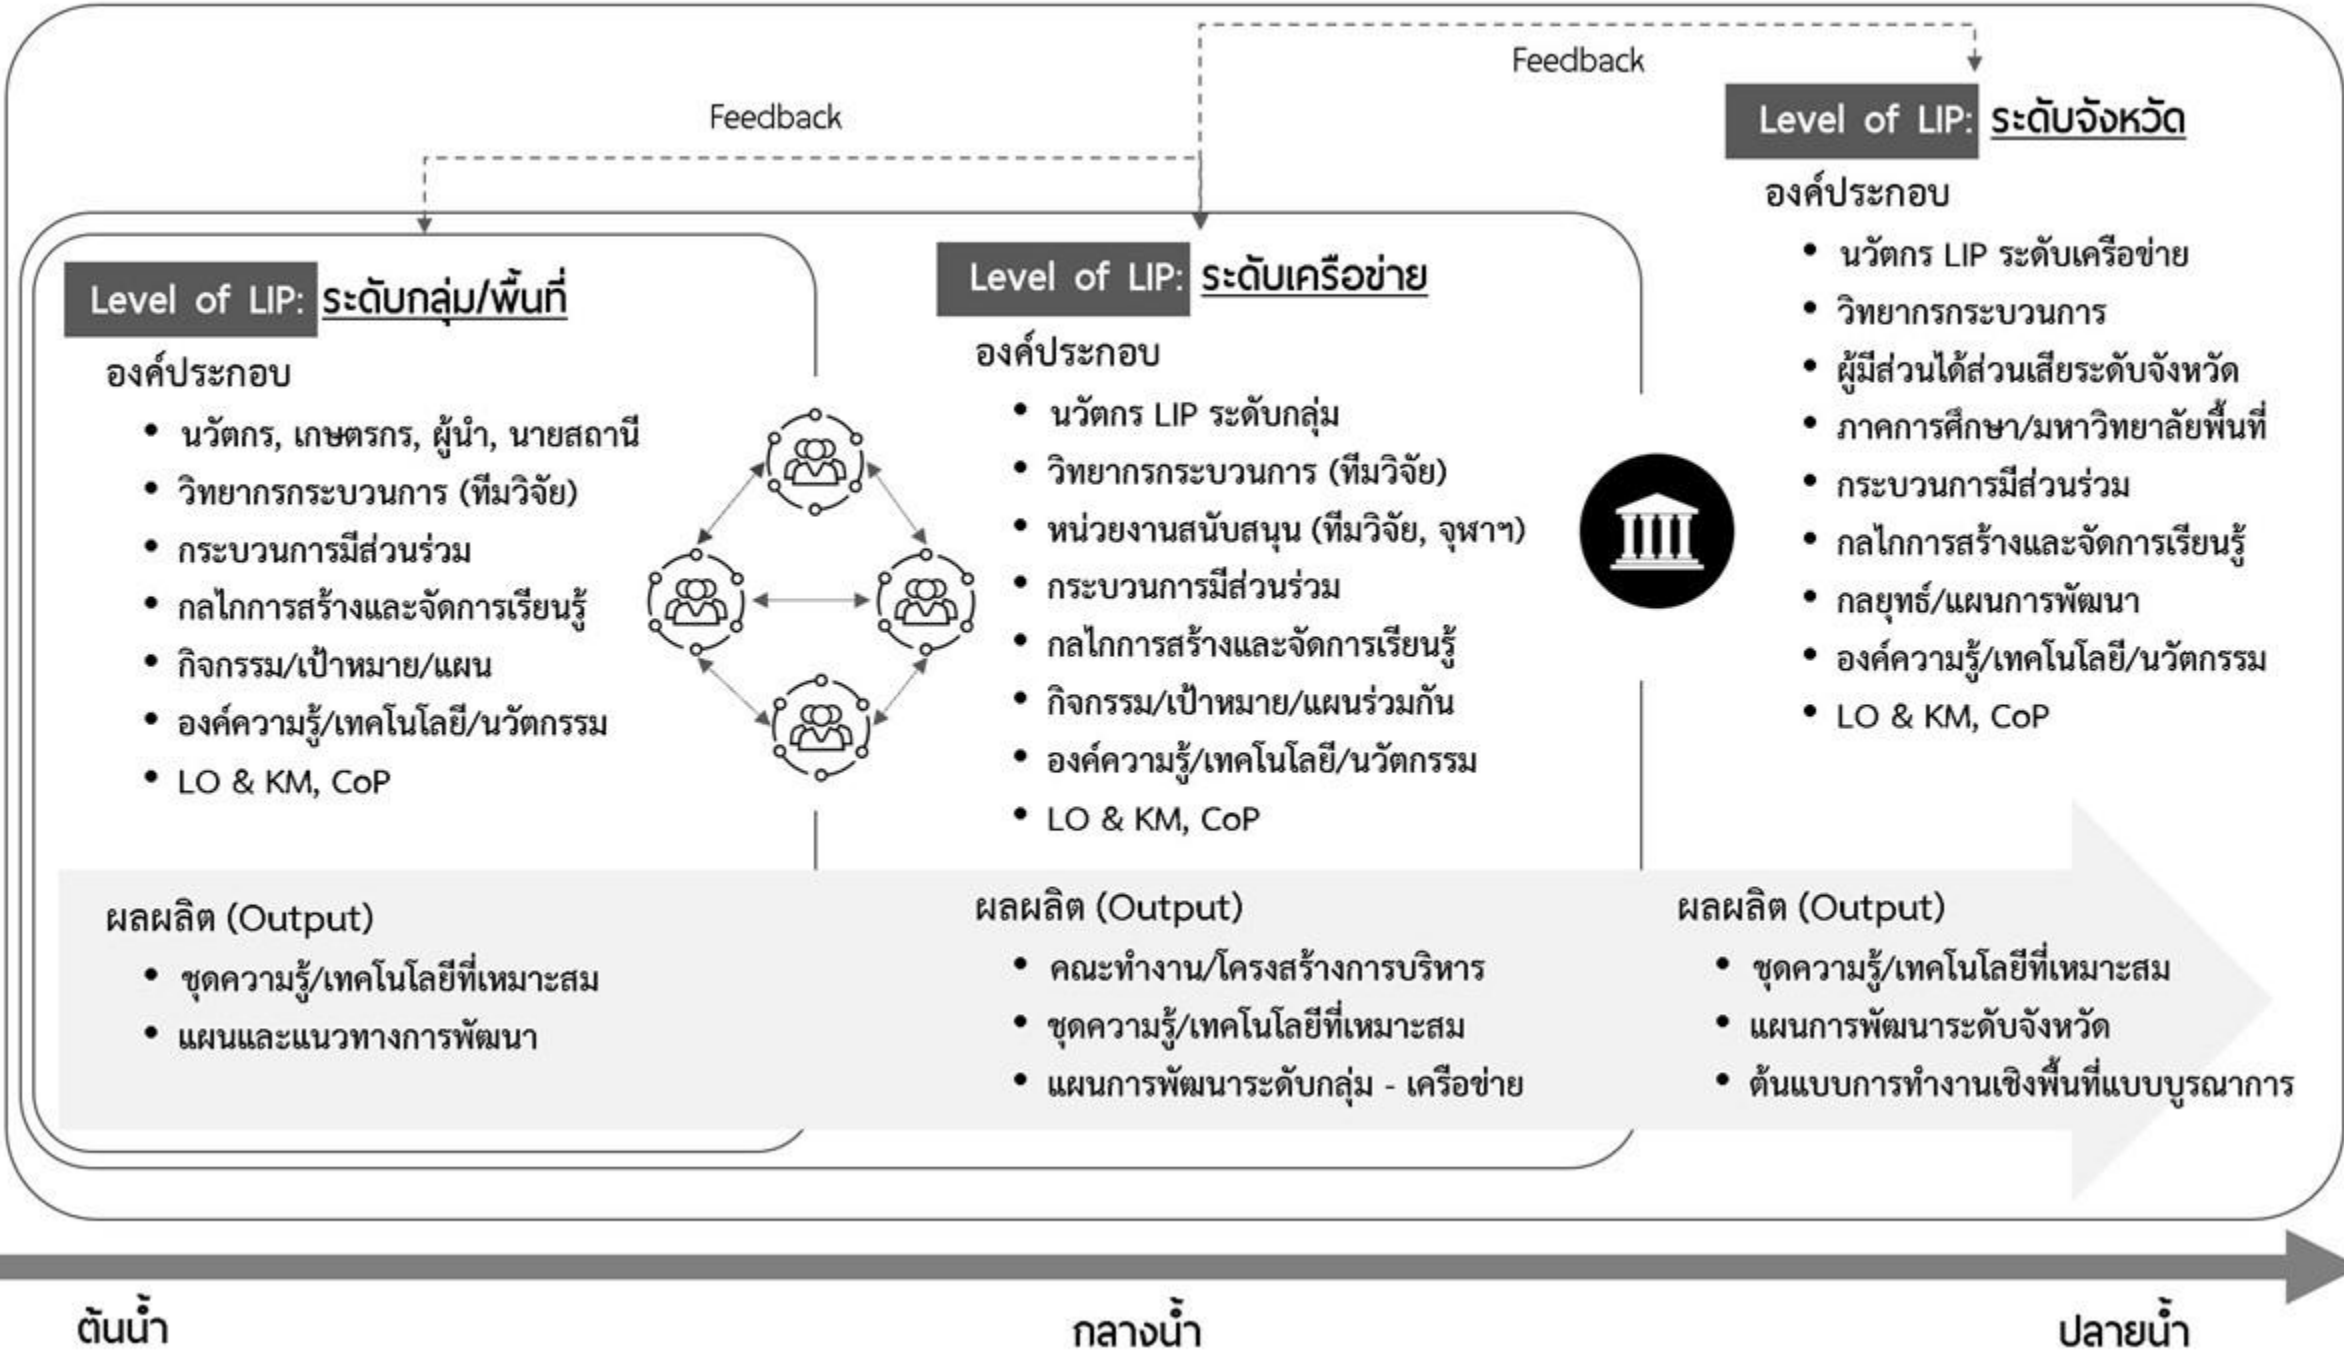 Feedback
Feedback
Level of LIP: ระดับกลุ่ม/พื้นที่
องค์ประกอบ
• นวัตกร, เกษตรกร, ผู้นำ, นายสถานี
• วิทยากรกระบวนการ (ทีมวิจัย)
• กระบวนการมีส่วนร่วม
• กลไกการสร้างและจัดการเรียนรู้
• กิจกรรม/เป้าหมาย/แผน
• องค์ความรู้/เทคโนโลยี/นวัตกรรม
• LO & KM, CoP
ผลผลิต (Output)
• ชุดความรู้/เทคโนโลยีที่เหมาะสม
• แผนและแนวทางการพัฒนา
Level of LIP: ระดับเครือข่าย
องค์ประกอบ
• นวัตกร LIP ระดับกลุ่ม
• วิทยากรกระบวนการ (ทีมวิจัย)
• หน่วยงานสนับสนุน (ทีมวิจัย, จุฬาฯ)
• กระบวนการมีส่วนร่วม
• กลไกการสร้างและจัดการเรียนรู้
• กิจกรรม/เป้าหมาย/แผนร่วมกัน
• องค์ความรู้/เทคโนโลยี/นวัตกรรม
• LO & KM, CoP
ผลผลิต (Output)
• คณะทำงาน/โครงสร้างการบริหาร
• ชุดความรู้/เทคโนโลยีที่เหมาะสม
• แผนการพัฒนาระดับกลุ่ม - เครือข่าย
Level of LIP: ระดับจังหวัด
องค์ประกอบ
• นวัตกร LIP ระดับเครือข่าย
• วิทยากรกระบวนการ
• ผู้มีส่วนได้ส่วนเสียระดับจังหวัด
• ภาคการศึกษา/มหาวิทยาลัยพื้นที่
• กระบวนการมีส่วนร่วม
• กลไกการสร้างและจัดการเรียนรู้
• กลยุทธ์/แผนการพัฒนา
• องค์ความรู้/เทคโนโลยี/นวัตกรรม
• LO & KM, CoP
ผลผลิต (Output)
• ชุดความรู้/เทคโนโลยีที่เหมาะสม
• แผนการพัฒนาระดับจังหวัด
• ต้นแบบการทำงานเชิงพื้นที่แบบบูรณาการ
ต้นน้ำ
กลางน้ำ
ปลายน้ำ